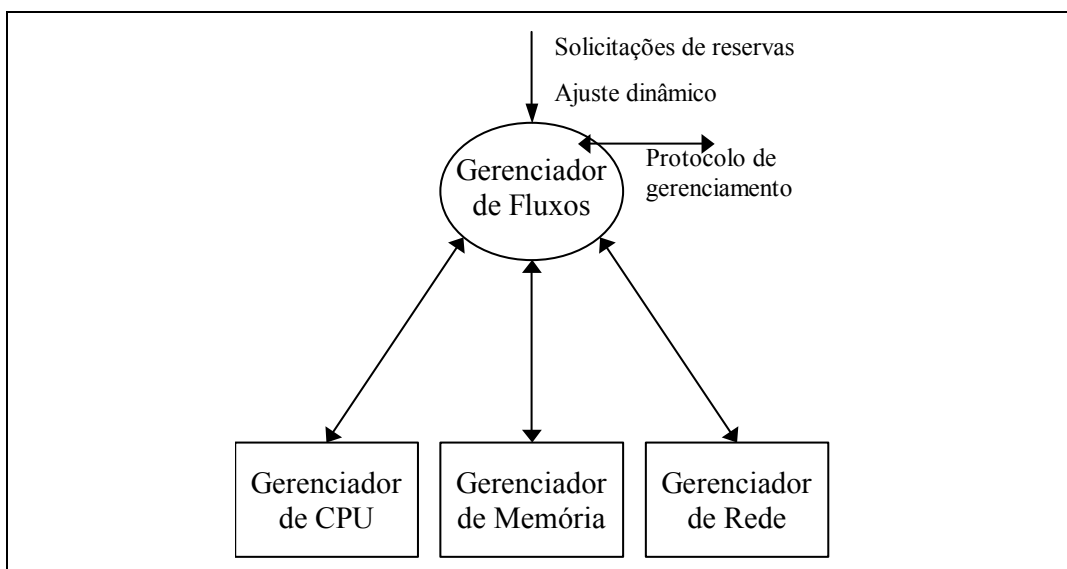 Solicitações de reservas
Ajuste dinâmico
Protocolo de
gerenciamento
Gerenciador
de Fluxos
Gerenciador
de CPU
Gerenciador
de Memória
Gerenciador
de Rede